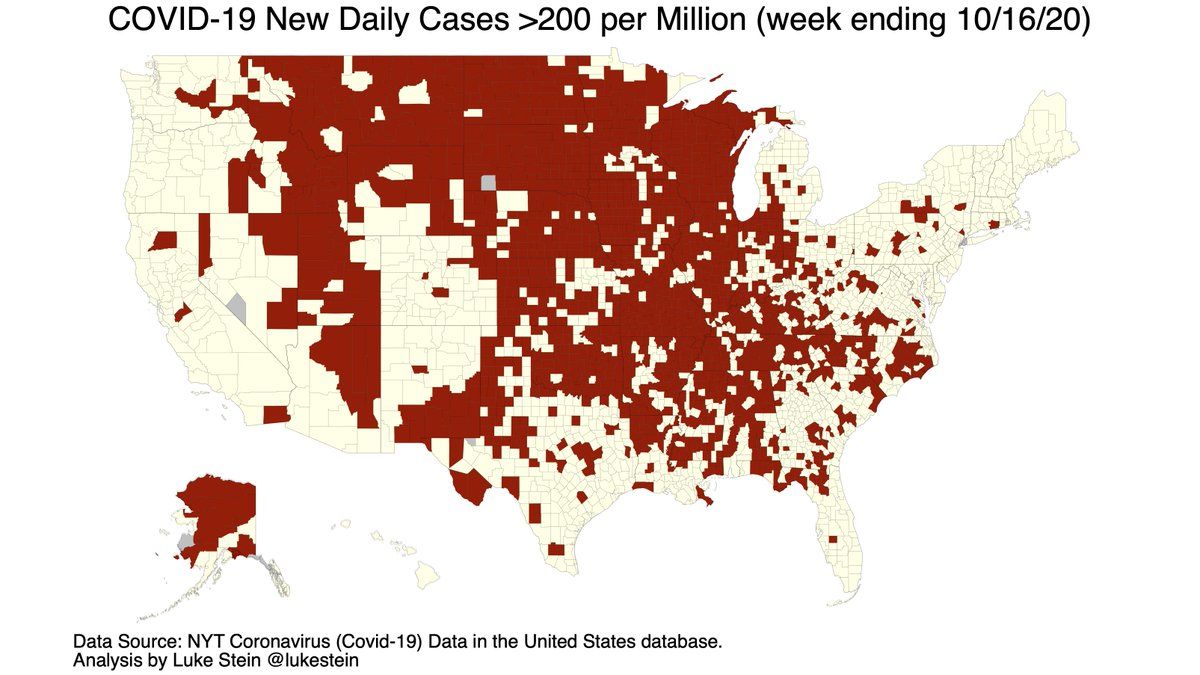 COVID-19 New Daily Cases >200 per Million (week ending 10/16/20)
Data Source: NYT Coronavirus (Covid-19) Data in the United States database.
Analysis by Luke Stein @lukestein